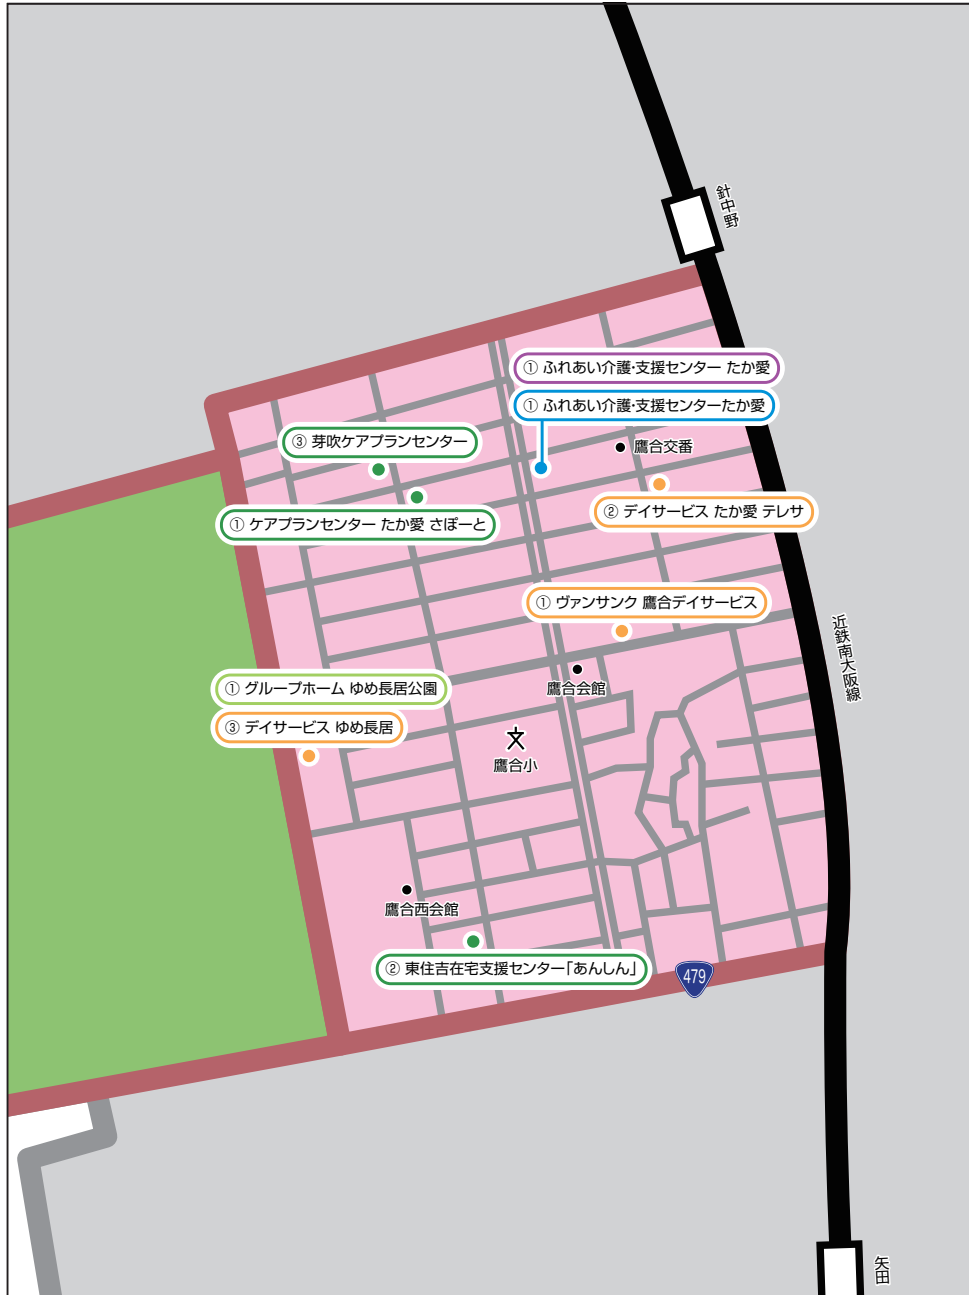 針中野
① ふれあい介護・支援センター たか愛
① ふれあい介護・支援センターたか愛
③ 芽吹ケアプランセンター
鷹合交番
① ケアプランセンター たか愛 さぽーと
② デイサービス たか愛 テレサ
① ヴァンサンク 鷹合デイサービス
近鉄南大阪線
鷹合会館
① グループホーム ゆめ長居公園
③ デイサービス ゆめ長居
鷹合小
鷹合西会館
② 東住吉在宅支援センター「あんしん」
479
矢田